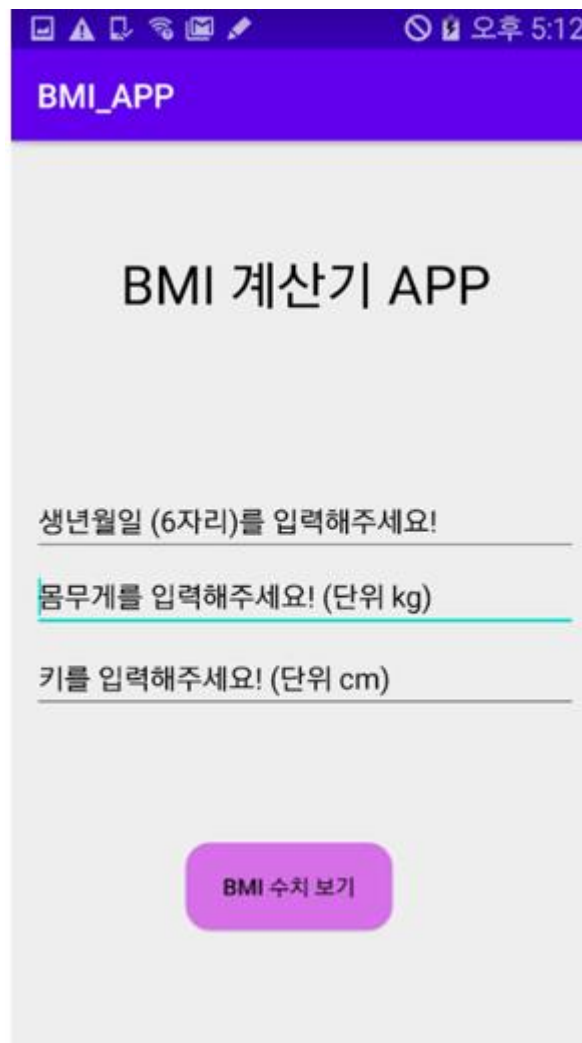 오후 5:12
BMI_APP
BMI 계산기 APP
생년월일 (6자리)를 입력해주세요!
몸무게를 입력해주세요! (단위 kg)
키를 입력해주세요! (단위 cm)
BMI 수치 보기